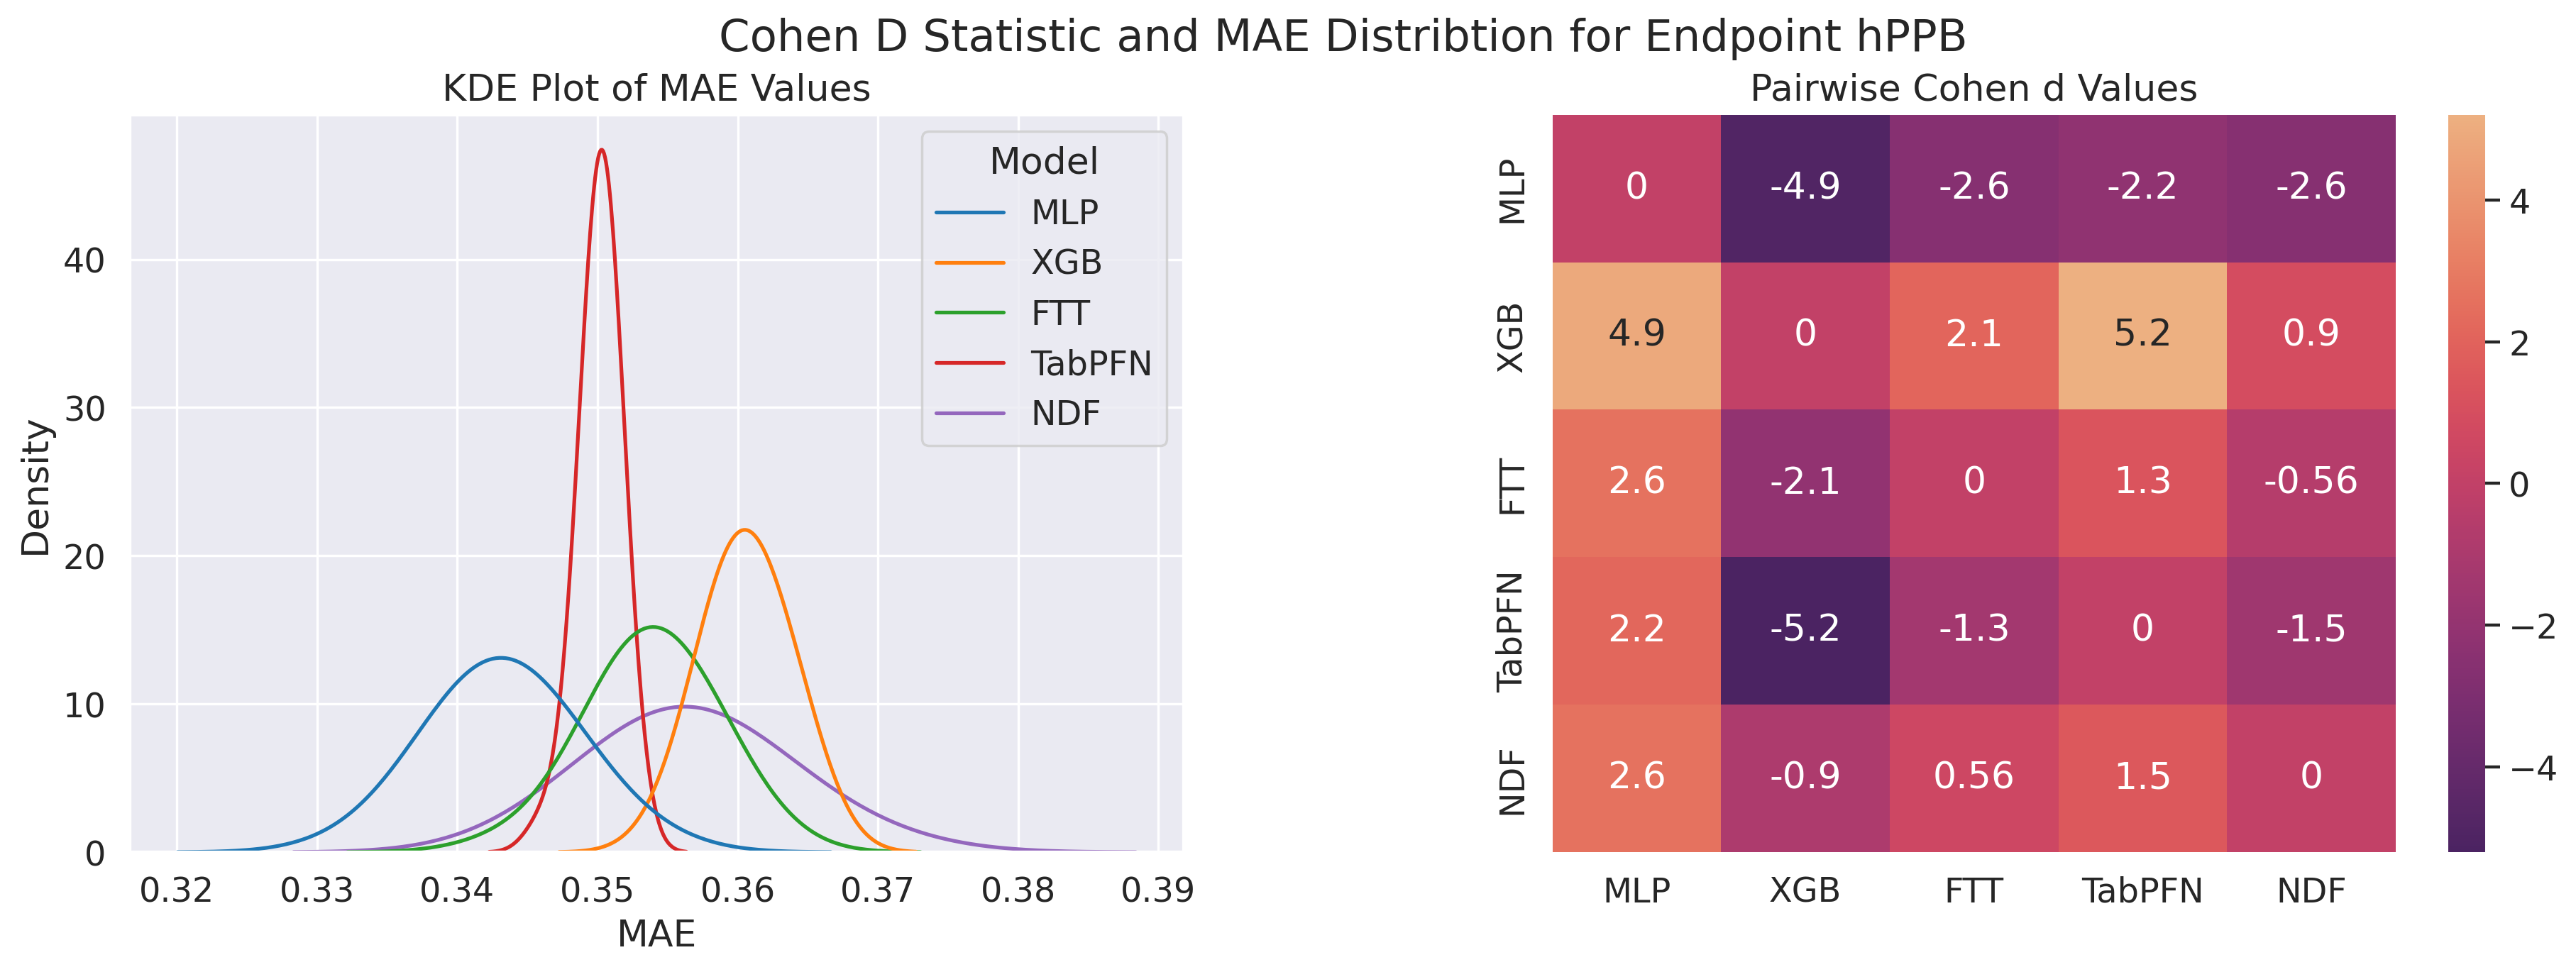 Cohen D Statistic and MAE Distribtion for Endpoint hPPB
KDE Plot of MAE Values
Density
40
30
20
10
0
0.32 0.33 0.34 0.35 0.36 0.37 0.38 0.39
MAE
Model
MLP
XGB
FTT
TabPFN
NDF
Pairwise Cohen d Values
MLP 0 -4.9 -2.6 -2.2 -2.6
XGB 4.9 0 2.1 5.2 0.9
FTT 2.6 -2.1 0 1.3 -0.56
TabPFN 2.2 -5.2 -1.3 0 -1.5
NDF 2.6 -0.9 0.56 1.5 0
MLP XGB FTT TabPFN NDF
4
2
0
−2
−4